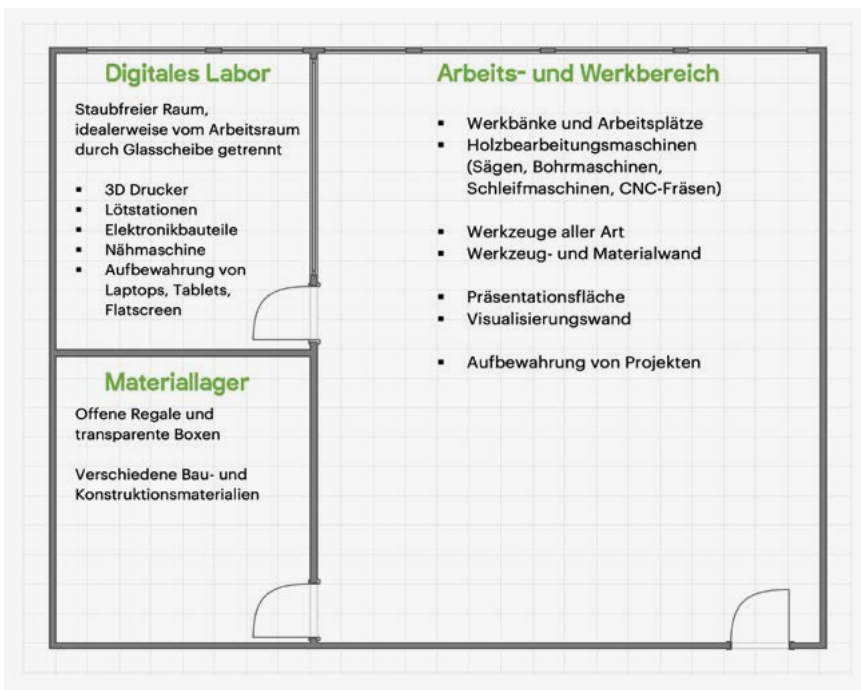 Digitales Labor
Staubfreier Raum,
idealerweise vom Arbeitsraum
durch Glasscheibe getrennt
▪ 3D Drucker
▪ Lötstationen
▪ Elektronikbauteile
▪ Nähmaschine
▪ Aufbewahrung von
Laptops, Tablets,
Flatscreen
Materiallager
Offene Regale und
transparente Boxen
Verschiedene Bau- und
Konstruktionsmaterialien
Arbeits- und Werkbereich
▪ Werkbänke und Arbeitsplätze
▪ Holzbearbeitungsmaschinen
(Sägen, Bohrmaschinen,
Schleifmaschinen, CNC-Fräsen)
▪ Werkzeuge aller Art
▪ Werkzeug- und Materialwand
▪ Präsentationsfläche
▪ Visualisierungswand
▪ Aufbewahrung von Projekten